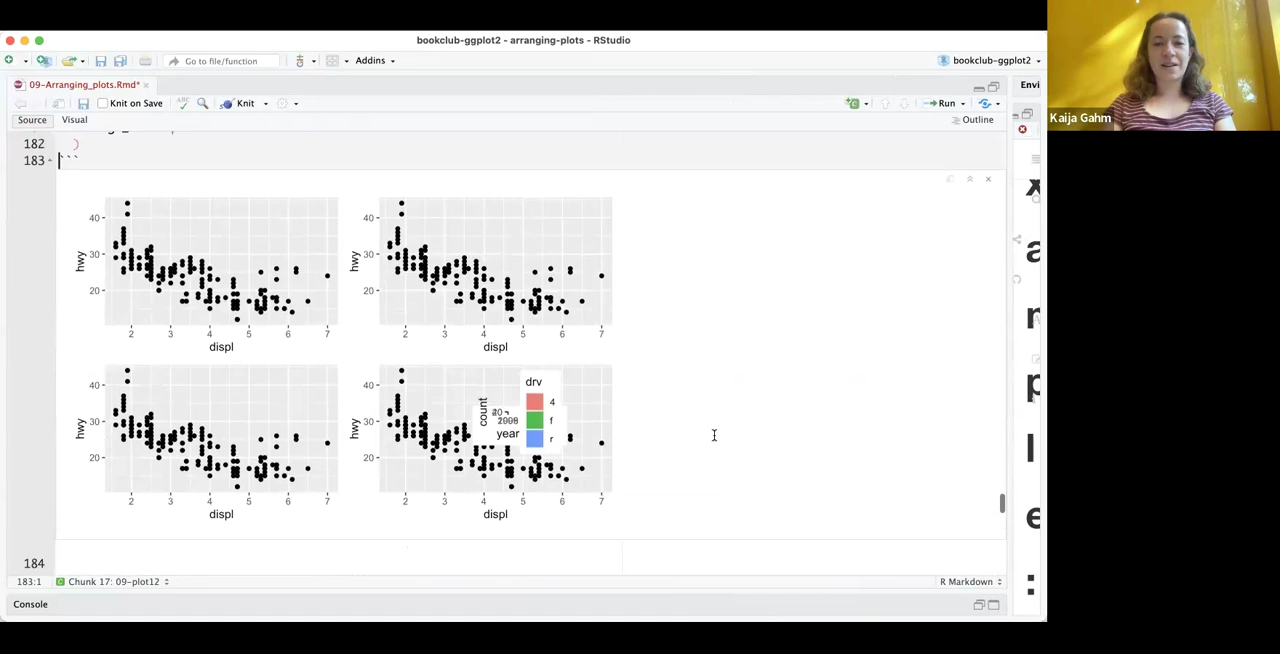 bookclub-ggplot2 - arranging-plots - RStudio
Go to file/function
Addins
bookclub-ggplot2
09-Arranging_plots.Rmd*
Envi
Knit on Save
ABC
Knit
Run
Source
Visual
Outline
Kaija Gahm
182 )
183 ```
hwy
40
30
20
2 3 4 5 6 7
displ
hwy
40
30
20
2 3 4 5 6 7
displ
hwy
40
30
20
2 3 4 5 6 7
displ
hwy
40
30
20
count
year
drv
4
f
r
2 3 4 5 6 7
displ
184
183:1
Chunk 17: 09-plot12
R Markdown
Console
x
a
m
p
l
e
: